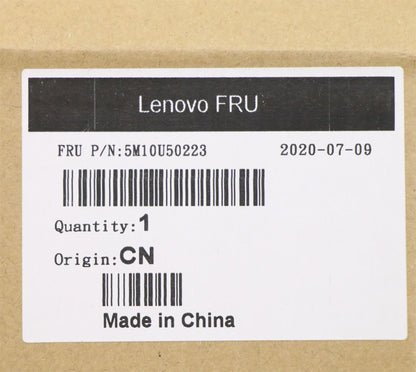 Lenovo FRU
FRU P/N:5M10U50223 2020-07-09
Quantity:1
Origin:CN
Made in China